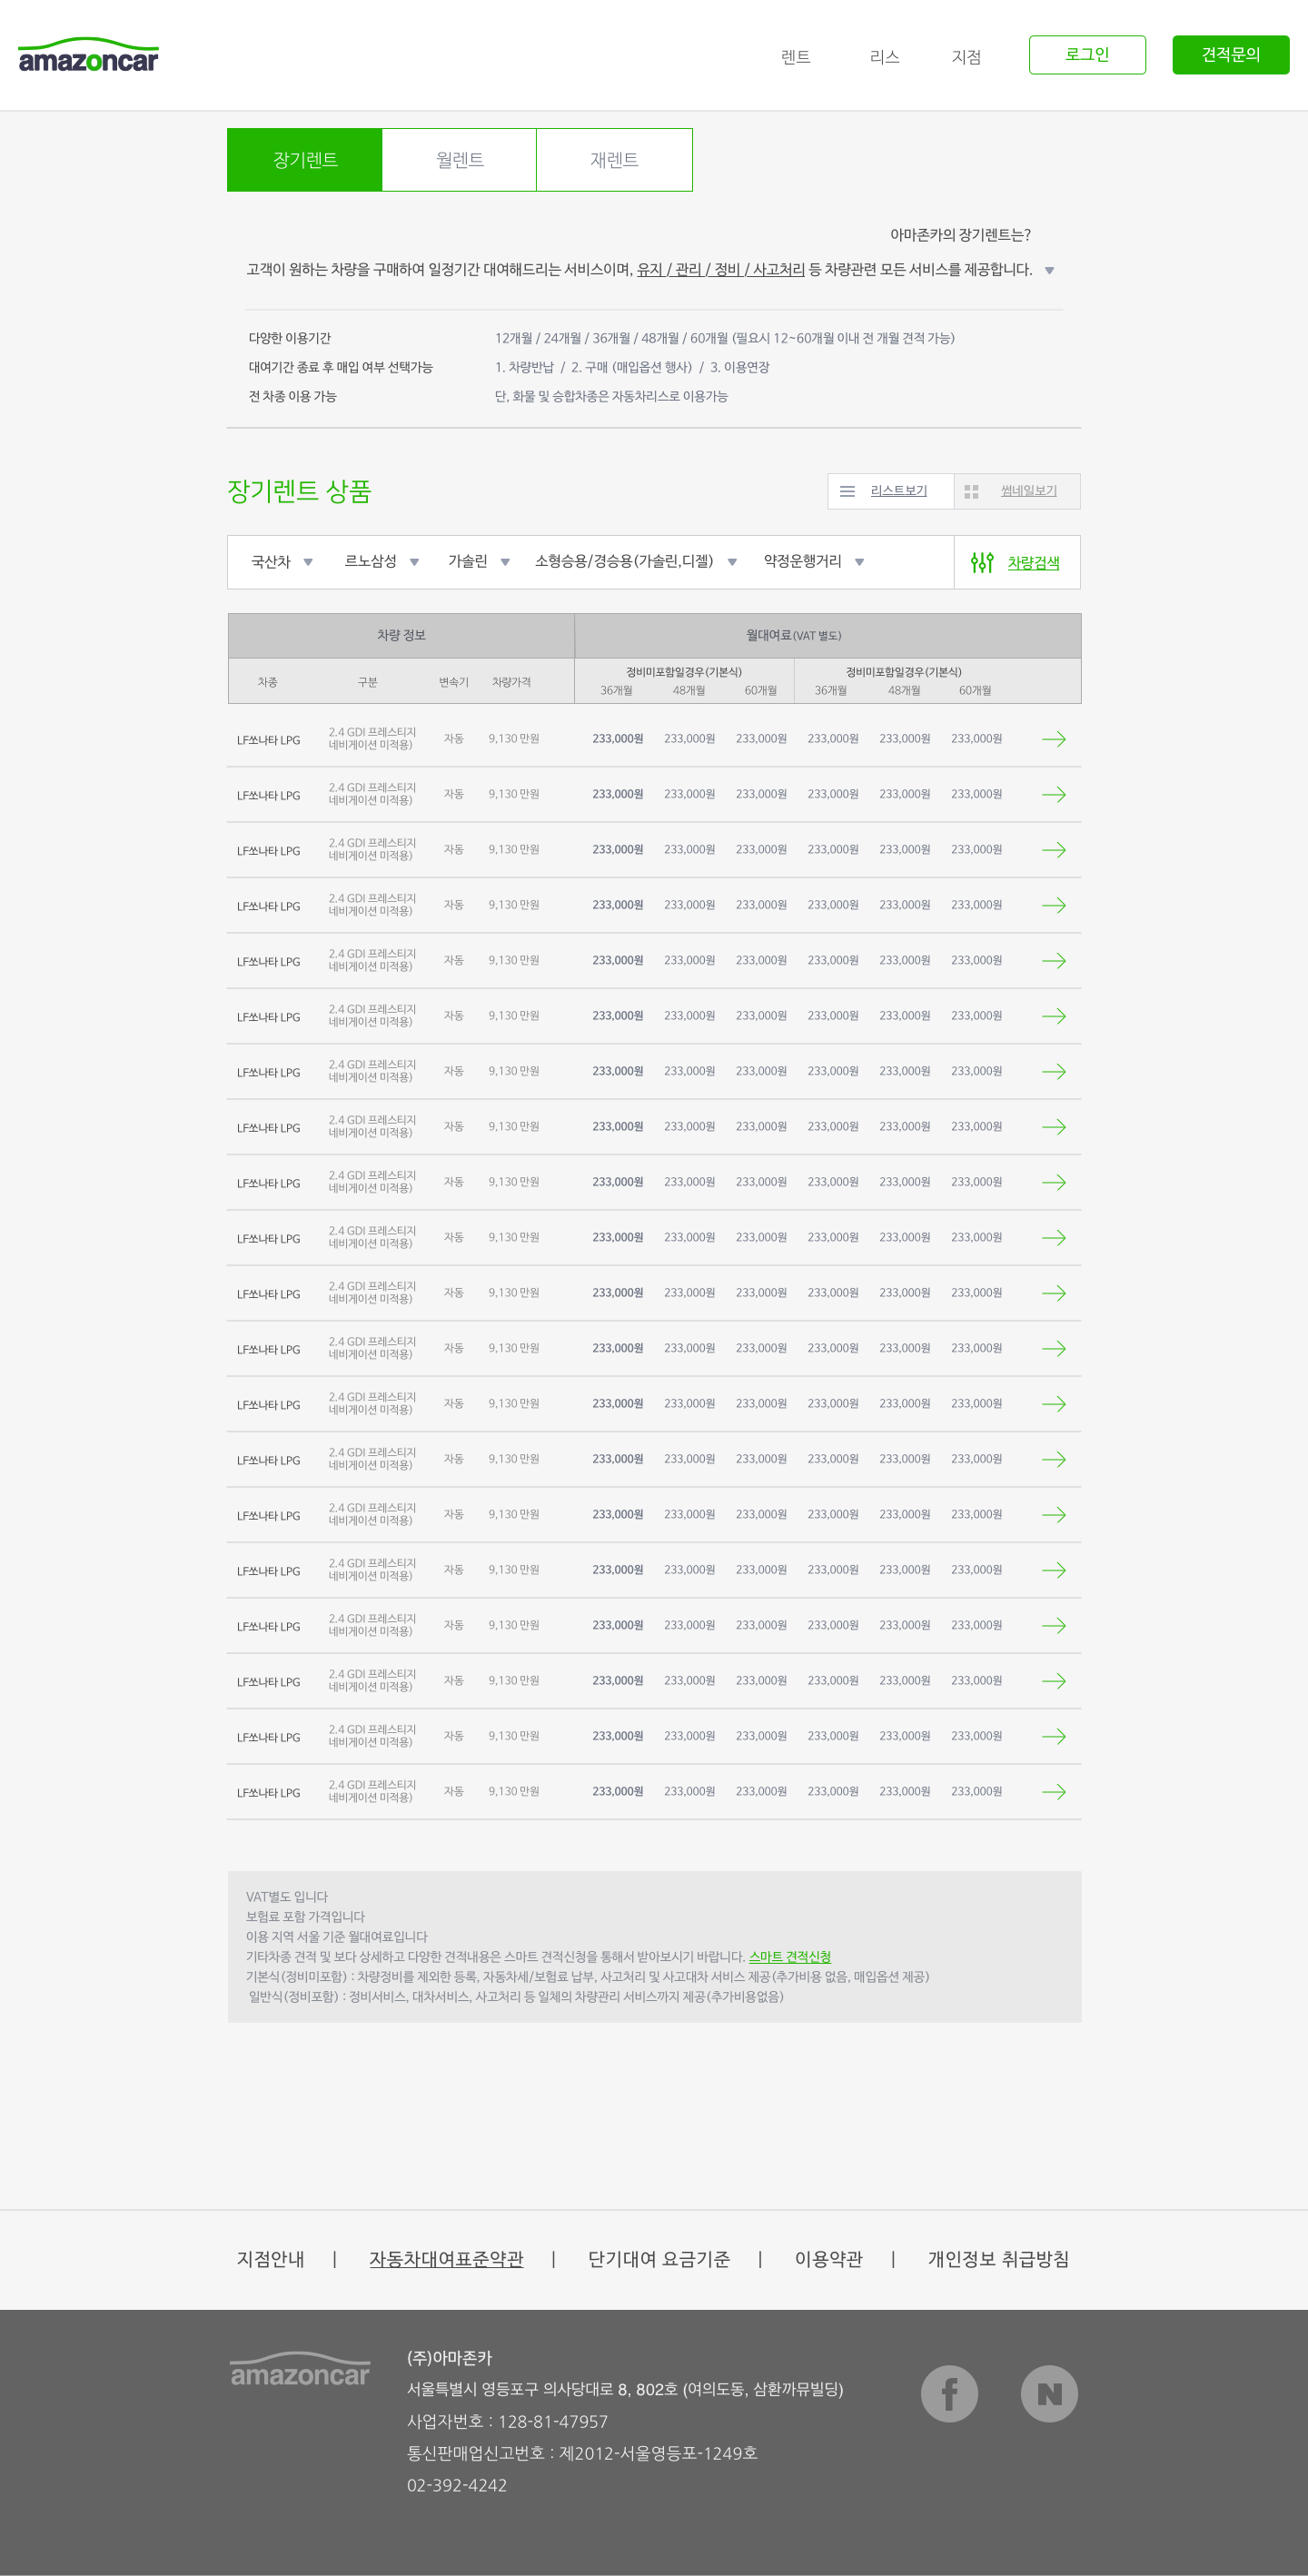 amazoncar
렌트 리스 지점 로그인 견적문의
장기렌트 월렌트 재렌트
아마존카의 장기렌트는?
고객이 원하는 차량을 구매하여 일정기간 대여해드리는 서비스이며, 유지 / 관리 / 정비 / 사고처리 등 차량관련 모든 서비스를 제공합니다.
다양한 이용기간 12개월 / 24개월 / 36개월 / 48개월 / 60개월 (필요시 12~60개월 이내 전 개월 견적 가능)
대여기간 종료 후 매입 여부 선택가능 1. 차량반납 / 2. 구매 (매입옵션 행사) / 3. 이용연장
전 차종 이용 가능 단, 화물 및 승합차종은 자동차리스로 이용가능
장기렌트 상품 리스트보기 썸네일보기
국산차 르노삼성 가솔린 소형승용/경승용(가솔린,디젤) 약정운행거리 차량검색
차량 정보 월대여료(VAT 별도)
정비미포함일경우(기본식) 정비미포함일경우(기본식)
차종 구분 변속기 차량가격
36개월 48개월 60개월 36개월 48개월 60개월
2.4 GDI 프레스티지
LF쏘나타 LPG 네비게이션 미적용) 자동 9,130 만원 233,000원 233,000원 233,000원 233,000원 233,000원 233,000원
2.4 GDI 프레스티지
LF쏘나타 LPG 네비게이션 미적용) 자동 9,130 만원 233,000원 233,000원 233,000원 233,000원 233,000원 233,000원
2.4 GDI 프레스티지
LF쏘나타 LPG 네비게이션 미적용) 자동 9,130 만원 233,000원 233,000원 233,000원 233,000원 233,000원 233,000원
2.4 GDI 프레스티지
LF쏘나타 LPG 네비게이션 미적용) 자동 9,130 만원 233,000원 233,000원 233,000원 233,000원 233,000원 233,000원
2.4 GDI 프레스티지
LF쏘나타 LPG 네비게이션 미적용) 자동 9,130 만원 233,000원 233,000원 233,000원 233,000원 233,000원 233,000원
2.4 GDI 프레스티지
LF쏘나타 LPG 네비게이션 미적용) 자동 9,130 만원 233,000원 233,000원 233,000원 233,000원 233,000원 233,000원
2.4 GDI 프레스티지
LF쏘나타 LPG 네비게이션 미적용) 자동 9,130 만원 233,000원 233,000원 233,000원 233,000원 233,000원 233,000원
2.4 GDI 프레스티지
LF쏘나타 LPG 네비게이션 미적용) 자동 9,130 만원 233,000원 233,000원 233,000원 233,000원 233,000원 233,000원
2.4 GDI 프레스티지
LF쏘나타 LPG 네비게이션 미적용) 자동 9,130 만원 233,000원 233,000원 233,000원 233,000원 233,000원 233,000원
2.4 GDI 프레스티지
LF쏘나타 LPG 네비게이션 미적용) 자동 9,130 만원 233,000원 233,000원 233,000원 233,000원 233,000원 233,000원
2.4 GDI 프레스티지
LF쏘나타 LPG 네비게이션 미적용) 자동 9,130 만원 233,000원 233,000원 233,000원 233,000원 233,000원 233,000원
2.4 GDI 프레스티지
LF쏘나타 LPG 네비게이션 미적용) 자동 9,130 만원 233,000원 233,000원 233,000원 233,000원 233,000원 233,000원
2.4 GDI 프레스티지
LF쏘나타 LPG 네비게이션 미적용) 자동 9,130 만원 233,000원 233,000원 233,000원 233,000원 233,000원 233,000원
2.4 GDI 프레스티지
LF쏘나타 LPG 네비게이션 미적용) 자동 9,130 만원 233,000원 233,000원 233,000원 233,000원 233,000원 233,000원
2.4 GDI 프레스티지
LF쏘나타 LPG 네비게이션 미적용) 자동 9,130 만원 233,000원 233,000원 233,000원 233,000원 233,000원 233,000원
2.4 GDI 프레스티지
LF쏘나타 LPG 네비게이션 미적용) 자동 9,130 만원 233,000원 233,000원 233,000원 233,000원 233,000원 233,000원
2.4 GDI 프레스티지
LF쏘나타 LPG 네비게이션 미적용) 자동 9,130 만원 233,000원 233,000원 233,000원 233,000원 233,000원 233,000원
2.4 GDI 프레스티지
LF쏘나타 LPG 네비게이션 미적용) 자동 9,130 만원 233,000원 233,000원 233,000원 233,000원 233,000원 233,000원
2.4 GDI 프레스티지
LF쏘나타 LPG 네비게이션 미적용) 자동 9,130 만원 233,000원 233,000원 233,000원 233,000원 233,000원 233,000원
2.4 GDI 프레스티지
LF쏘나타 LPG 네비게이션 미적용) 자동 9,130 만원 233,000원 233,000원 233,000원 233,000원 233,000원 233,000원
VAT별도 입니다
보험료 포함 가격입니다
이용 지역 서울 기준 월대여료입니다
기타차종 견적 및 보다 상세하고 다양한 견적내용은 스마트 견적신청을 통해서 받아보시기 바랍니다. 스마트 견적신청
기본식(정비미포함) : 차량정비를 제외한 등록, 자동차세/보험료 납부, 사고처리 및 사고대차 서비스 제공(추가비용 없음, 매입옵션 제공)
일반식(정비포함) : 정비서비스, 대차서비스, 사고처리 등 일체의 차량관리 서비스까지 제공(추가비용없음)
지점안내 | 자동차대여표준약관 | 단기대여 요금기준 | 이용약관 | 개인정보 취급방침
amazoncar
(주)아마존카
서울특별시 영등포구 의사당대로 8, 802호 (여의도동, 삼환까뮤빌딩)
사업자번호 : 128-81-47957
통신판매업신고번호 : 제2012-서울영등포-1249호
02-392-4242
f N